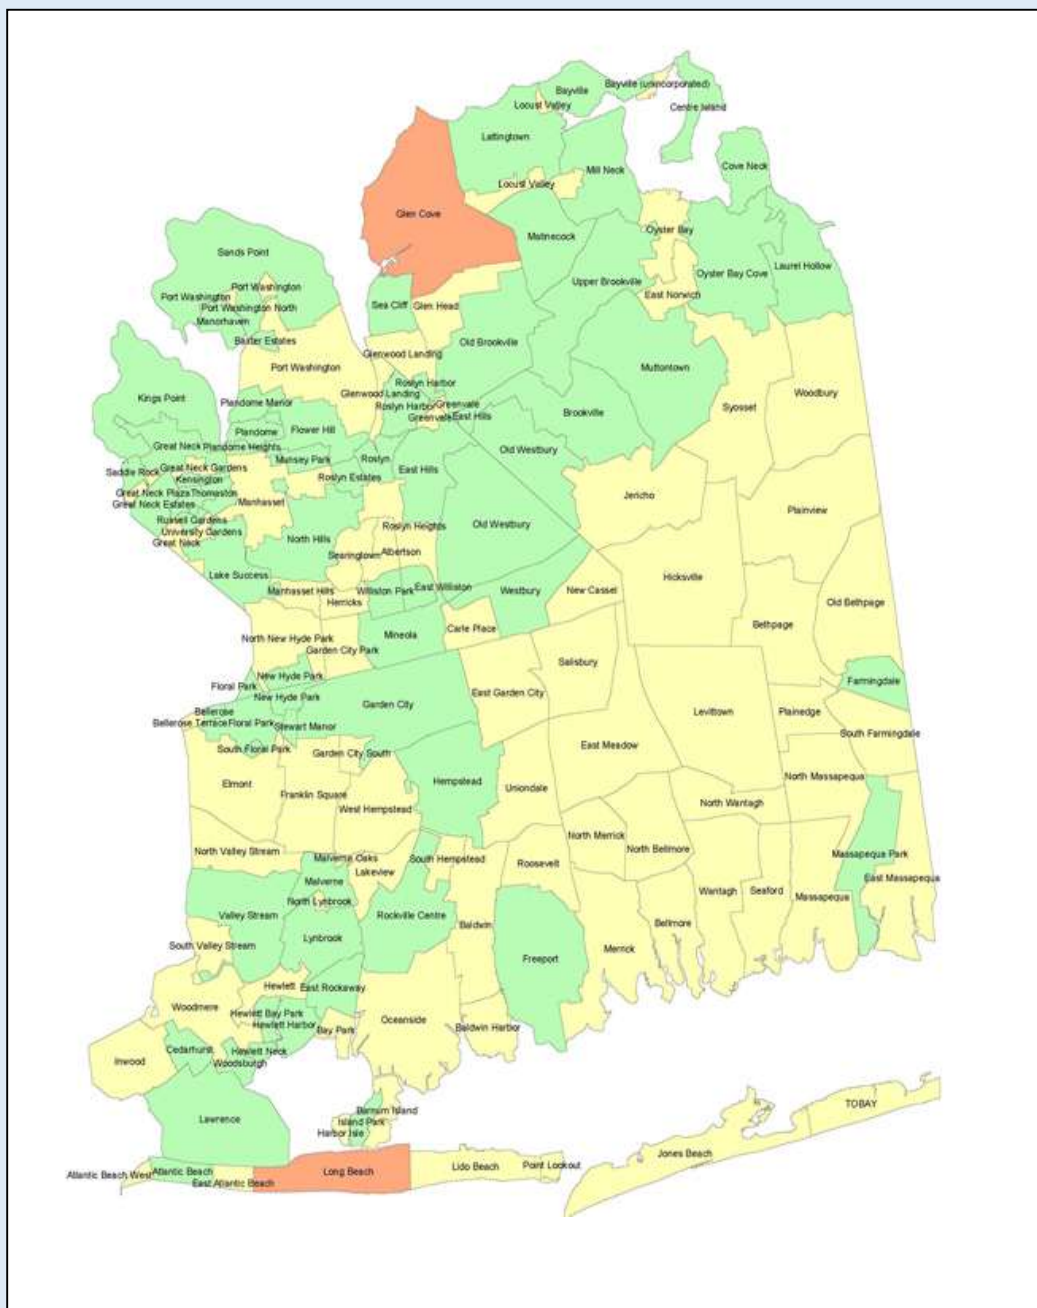 Bayville (unincorporated)
Bayville
Locust Valley
Centre Island
Lattingtown
Cove Neck
Mill Neck
Locust Valley
Glen Cove
Oyster Bay
Matinecock
Sands Point
Laurel Hollow
Oyster Bay Cove
Upper Brookville
Port Washington
East Norwich
Port Washington
Sea Cliff
Glen Head
Port Washington North
Manorhaven
Baxter Estates
Old Brookville
Glenwood Landing
Port Washington
Muttontown
Roslyn Harbor
Glenwood Landing
Woodbury
Kings Point
Plandome Manor
Roslyn Harbor
Greenvale
Syosset
Greenvale
East Hills
Brookville
Plandome
Flower Hill
Great Neck
Plandome Heights
Old Westbury
Munsey Park
Roslyn
Saddle Rock
Great Neck Gardens
East Hills
Kensington
Roslyn Estates
Great Neck Plaza
Thomaston
Jericho
Great Neck Estates
Manhasset
Plainview
Russell Gardens
Old Westbury
Roslyn Heights
University Gardens
Great Neck
North Hills
Searingtown
Albertson
Lake Success
Hicksville
East Williston
Manhasset Hills
Williston Park
Westbury
New Cassel
Herricks
Old Bethpage
Bethpage
Carle Place
Mineola
North New Hyde Park
Garden City Park
Salisbury
New Hyde Park
Farmingdale
Floral Park
East Garden City
New Hyde Park
Garden City
Bellerose
Levittown
Plainedge
Bellerose Terrace
Floral Park
Stewart Manor
South Farmingdale
East Meadow
South Floral Park
Garden City South
North Massapequa
Hempstead
Elmont
Uniondale
Franklin Square
North Wantagh
West Hempstead
North Merrick
North Bellmore
North Valley Stream
Massapequa Park
Malverne Oaks
South Hempstead
Roosevelt
Lakeview
East Massapequa
Malverne
Wantagh
Seaford
Massapequa
North Lynbrook
Valley Stream
Rockville Centre
Bellmore
Baldwin
Lynbrook
South Valley Stream
Merrick
Freeport
Hewlett
East Rockaway
Woodmere
Hewlett Bay Park
Oceanside
Hewlett Harbor
Bay Park
Baldwin Harbor
Cedarhurst
Hewlett Neck
Inwood
Woodsburgh
TOBAY
Barnum Island
Lawrence
Island Park
Harbor Isle
Jones Beach
Point Lookout
Lido Beach
Long Beach
Atlantic Beach
Atlantic Beach West
East Atlantic Beach